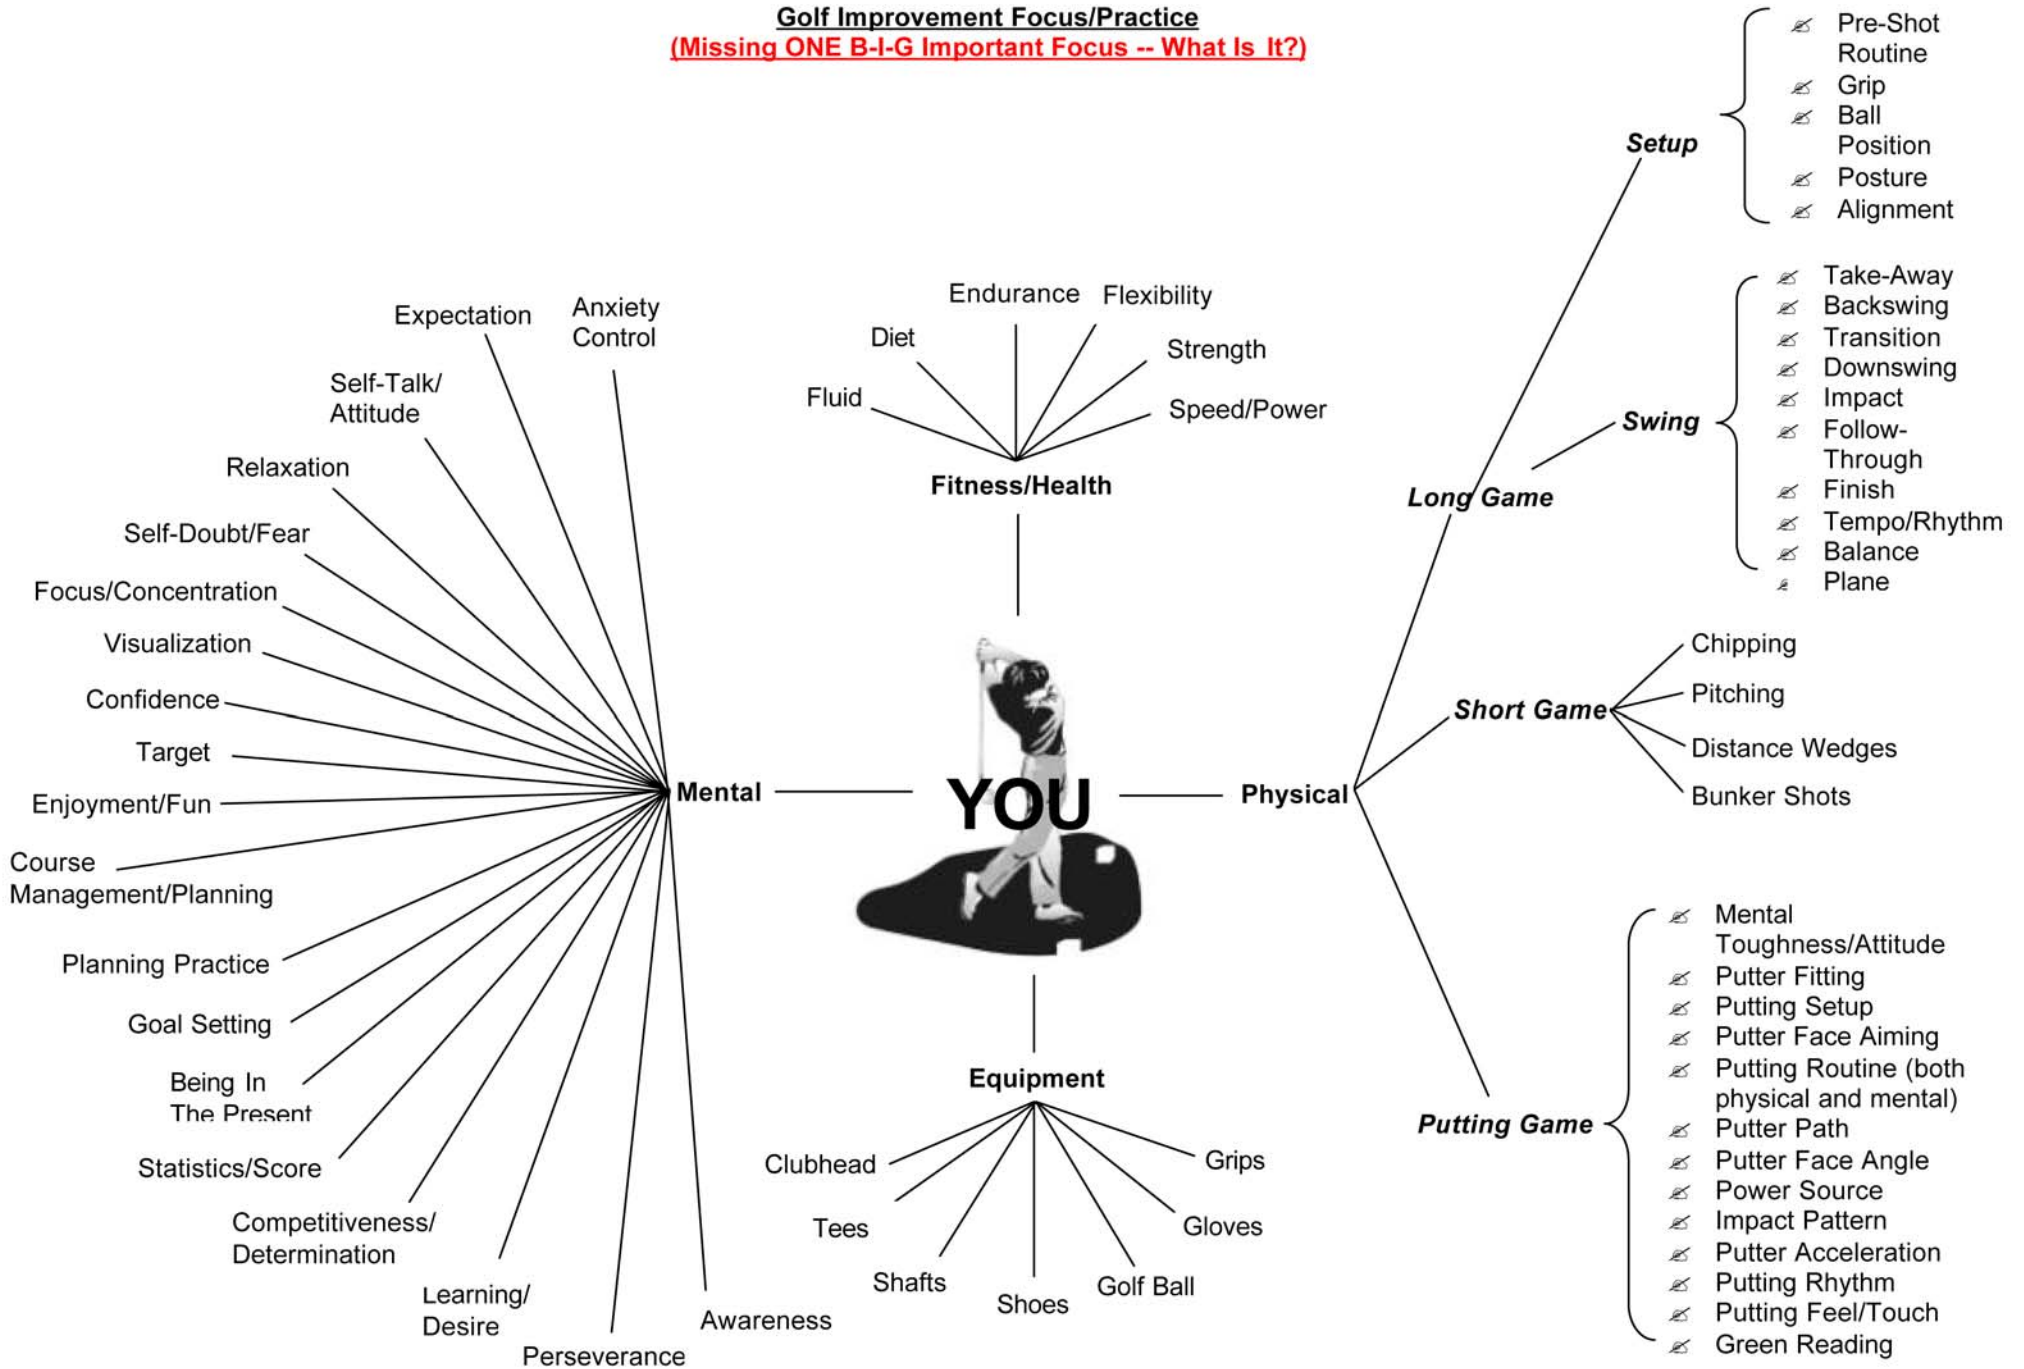 Golf Improvement Focus/Practice
(Missing ONE B-I-G Important Focus -- What Is It?)
Expectation
Anxiety
Control
Self-Talk/
Attitude
Relaxation
Self-Doubt/Fear
Focus/Concentration
Visualization
Confidence
Target
Enjoyment/Fun
Course
Management/Planning
Planning Practice
Goal Setting
Being In
The Present
Statistics/Score
Competitiveness/
Determination
Learning/
Desire
Perseverance
Awareness
Mental
Endurance
Flexibility
Diet
Strength
Fluid
Speed/Power
Fitness/Health
YOU
Equipment
Clubhead
Tees
Shafts
Shoes
Golf Ball
Gloves
Grips
Physical
Long Game
Setup
Pre-Shot
Routine
Grip
Ball
Position
Posture
Alignment
Swing
Take-Away
Backswing
Transition
Downswing
Impact
Follow-
Through
Finish
Tempo/Rhythm
Balance
Plane
Short Game
Chipping
Pitching
Distance Wedges
Bunker Shots
Putting Game
Mental
Toughness/Attitude
Putter Fitting
Putting Setup
Putter Face Aiming
Putting Routine (both
physical and mental)
Putter Path
Putter Face Angle
Power Source
Impact Pattern
Putter Acceleration
Putting Rhythm
Putting Feel/Touch
Green Reading